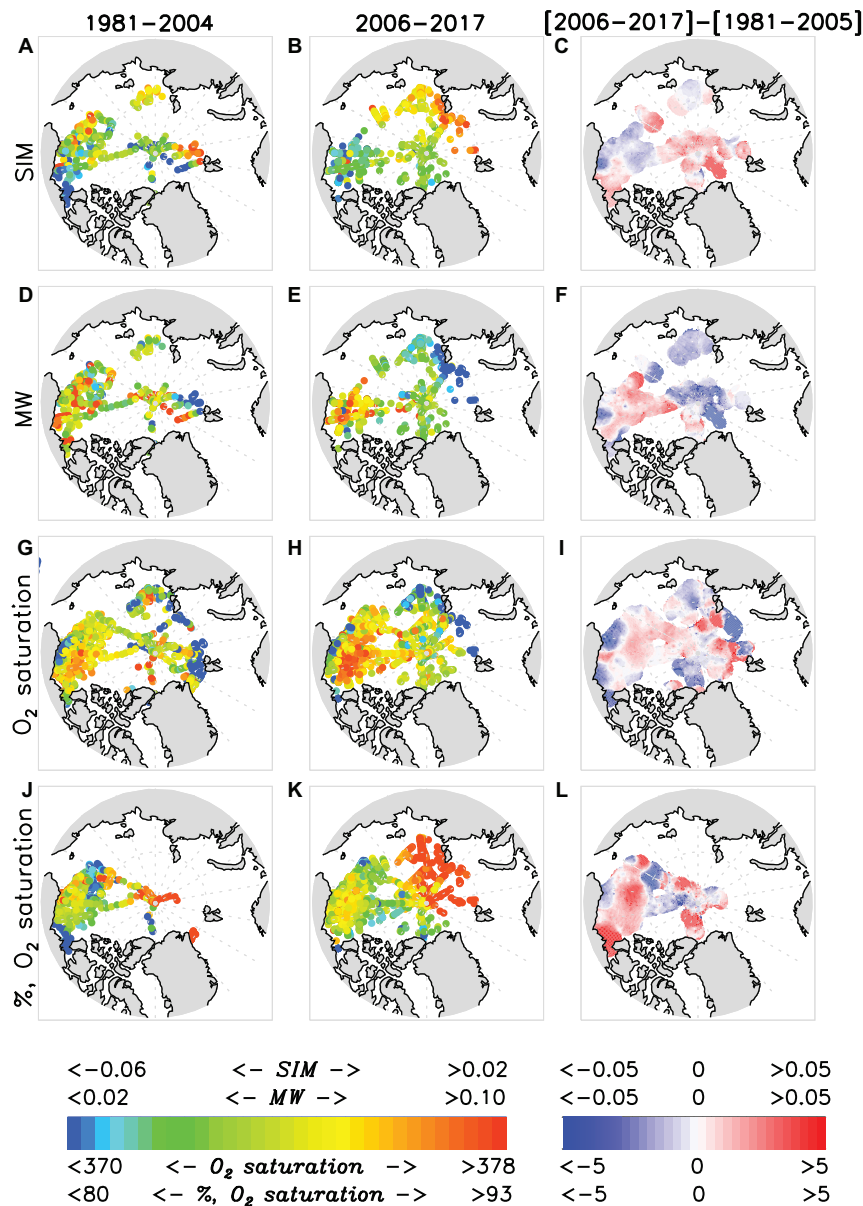 1981-2004 2006-2017 [2006-2017]-[1981-2005]
A B C
SIM
D E F
MW
G H I
O₂ saturation
J K L
%, O₂ saturation
<-0.06 <- SIM -> >0.02 <-0.05 0 >0.05
<0.02 <- MW -> >0.10 <-0.05 0 >0.05
<370 <- O₂ saturation -> >378 <-5 0 >5
<80 <- %, O₂ saturation -> >93 <-5 0 >5